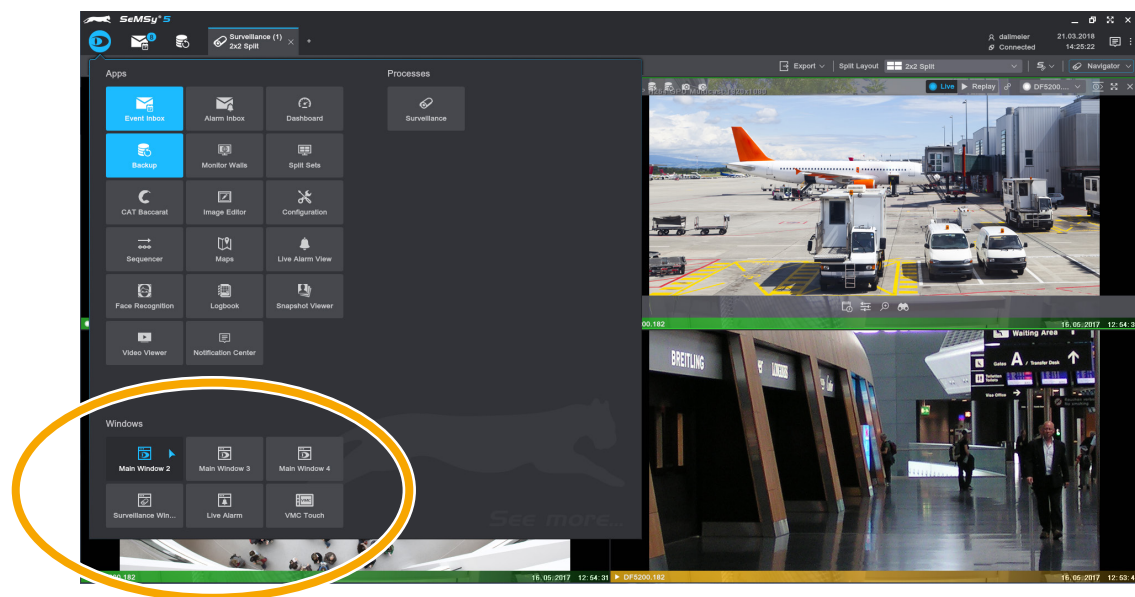 SeMSy®5
Surveillance (1)
2x2 Split
dallmeier
Connected
21.03.2018
14:25:22
Export
Split Layout
2x2 Split
Navigator
Apps
Processes
Event Inbox
Alarm Inbox
Dashboard
Surveillance
Backup
Monitor Walls
Split Sets
CAT Baccarat
Image Editor
Configuration
Sequencer
Maps
Live Alarm View
Face Recognition
Logbook
Snapshot Viewer
Video Viewer
Notification Center
Windows
Main Window 2
Main Window 3
Main Window 4
Surveillance Win...
Live Alarm
VMC Touch
See more...
Live
Replay
DF5200....
00.182
16.05.2017 12:54:3
Waiting Area
Gates A / Transfer Desk
BREITLING
00.182
16.05.2017 12:54:31
DF5200.182
16.05.2017 12:53:4